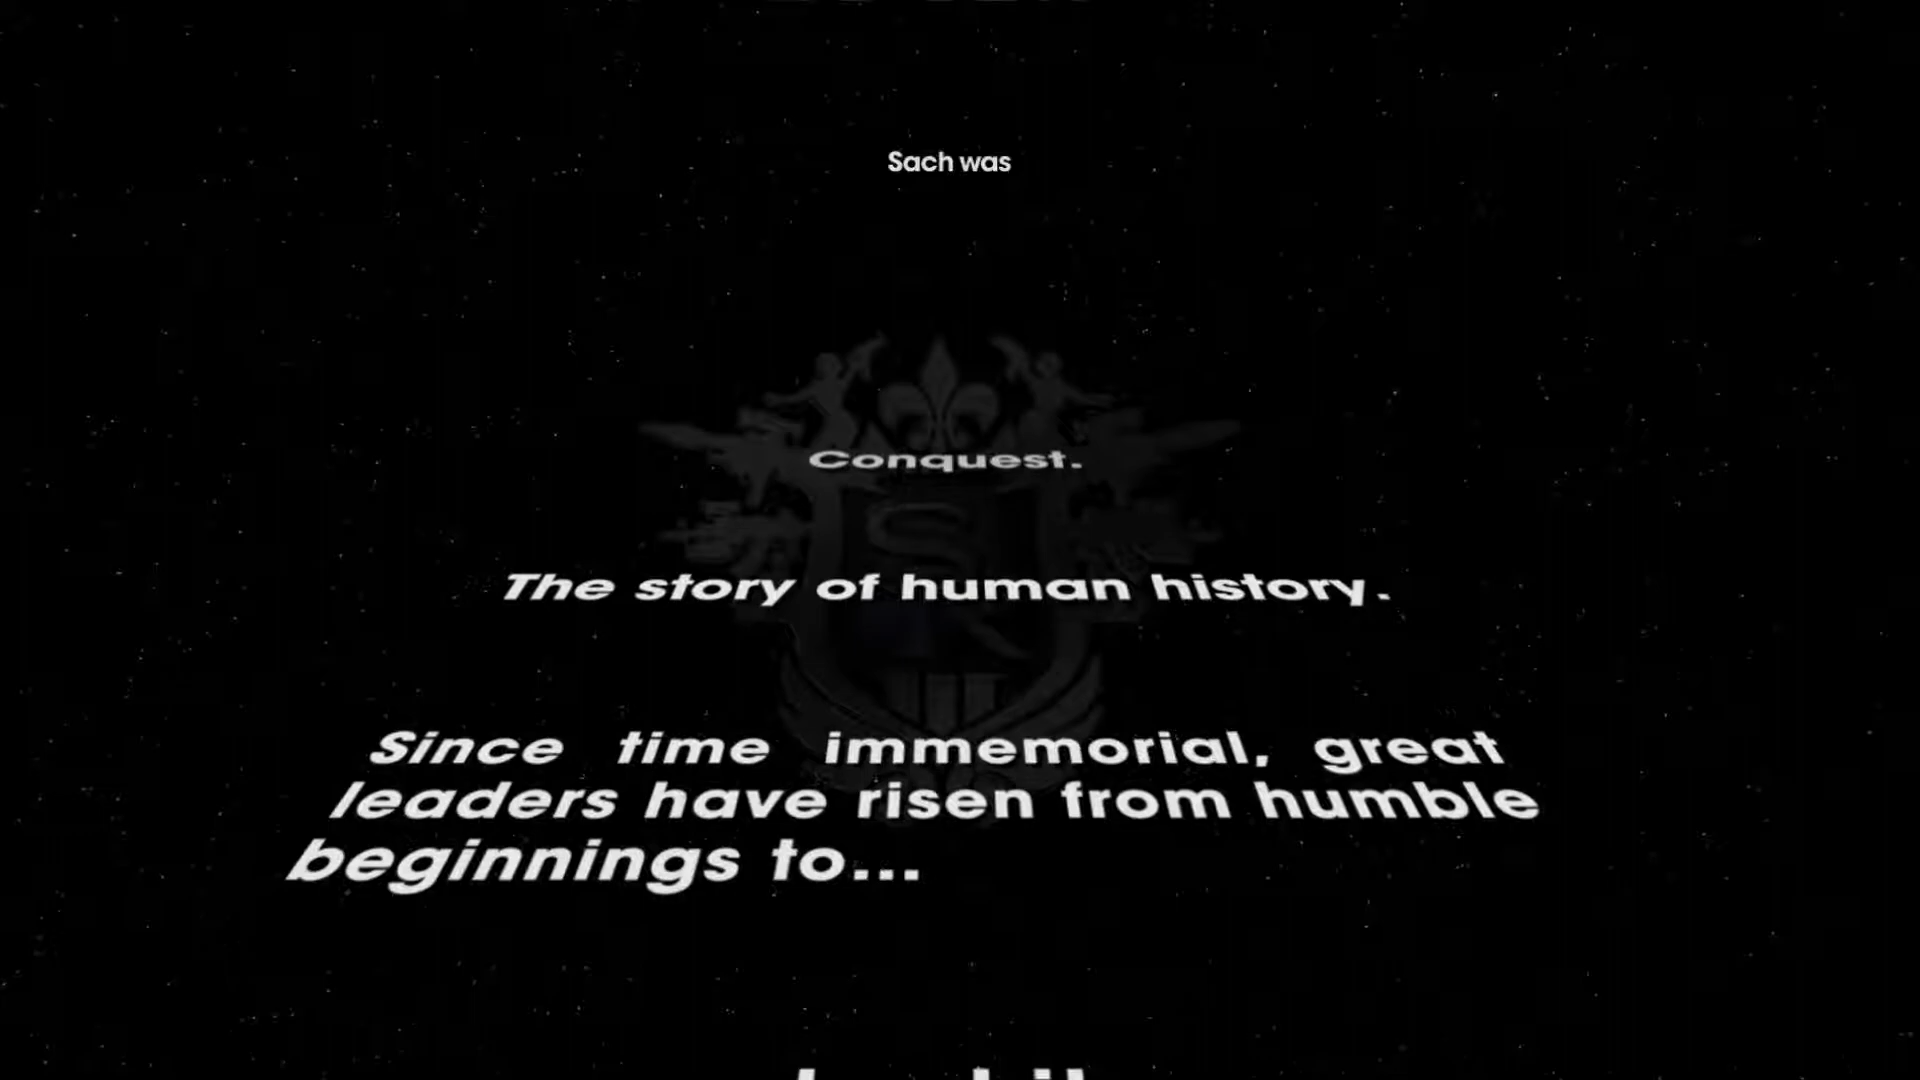 Sach was
Conquest.
The story of human history.
Since time immemorial, great
leaders have risen from humble
beginnings to...